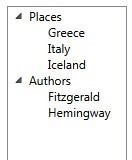 Places
Greece
Italy
Iceland
Authors
Fitzgerald
Hemingway